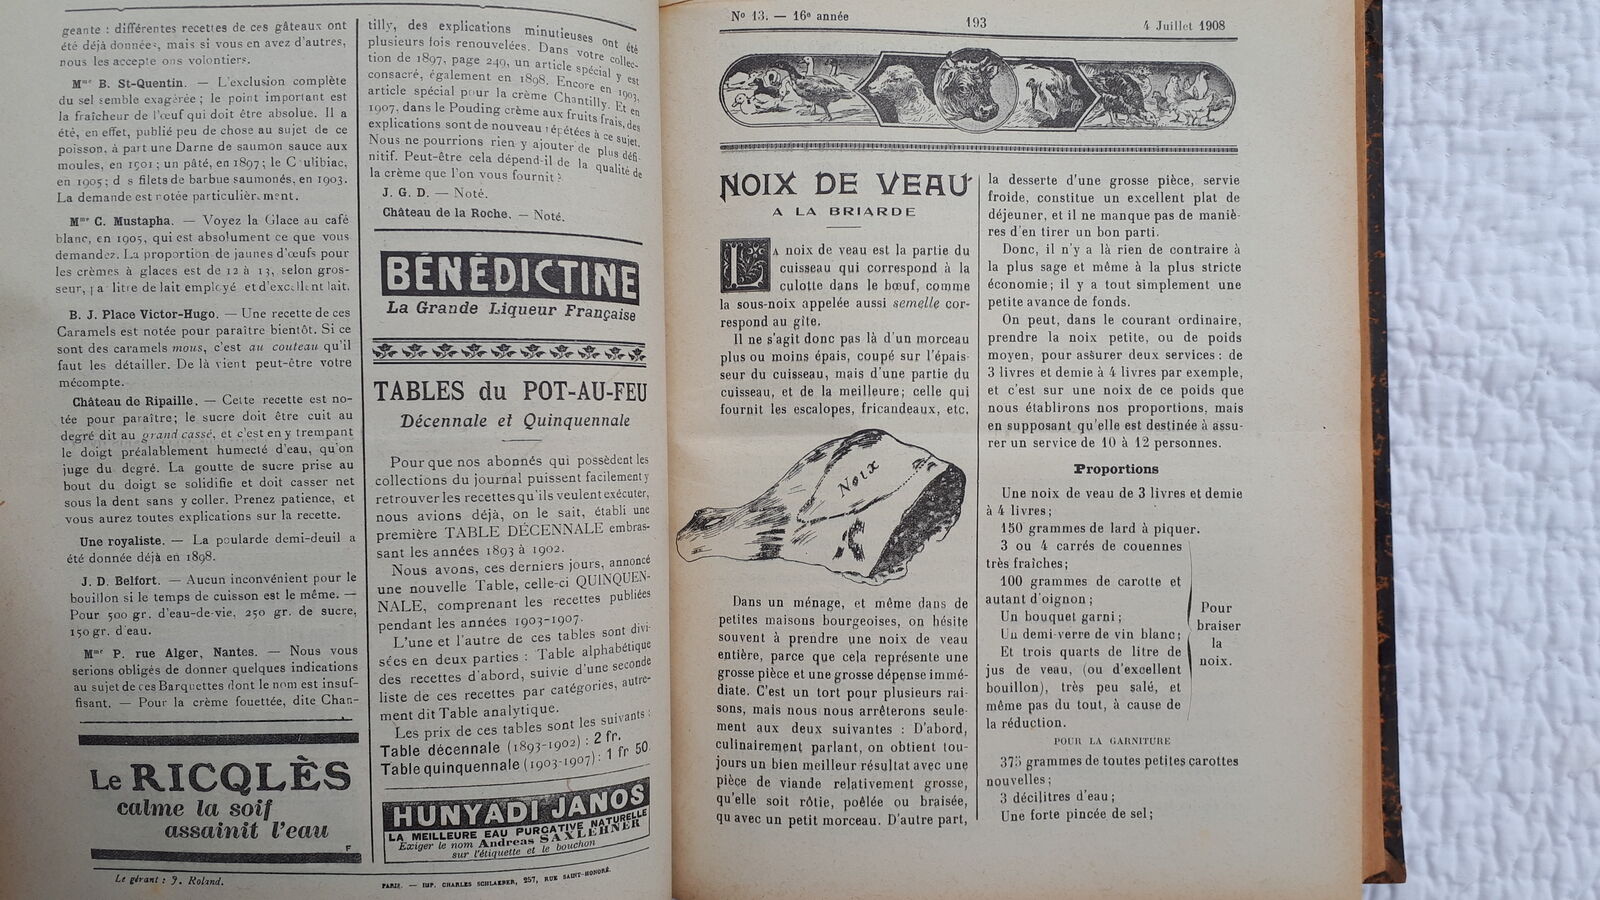 geante : différentes recettes de ces gâteaux ont
été déjà données, mais si vous en avez d'autres,
nous les accepte ons volontiers.
Mme B. St-Quentin. — L'exclusion complète
du sel semble exagérée ; le point important est
la fraîcheur de l'œuf qui doit être absolue. Il a
été, en effet, publié peu de chose au sujet de ce
poisson, à part une Darne de saumon sauce aux
moules, en 1901 ; un pâté, en 1897 ; le C ulibiac,
en 1905 ; d s filets de barbue saumonés, en 1903.
La demande est notée particulièr. ment.
Mme C. Mustapha. — Voyez la Glace au café
blanc, en 1905, qui est absolument ce que vous
demandez. La proportion de jaunes d'œufs pour
les crèmes à glaces est de 12 à 13, selon gros-
seur, pa litre de lait employé et d'excellent lait.
B. J. Place Victor-Hugo. — Une recette de ces
Caramels est notée pour paraître bientôt. Si ce
sont des caramels mous, c'est au couteau qu'il
faut les détailler. De là vient peut-être votre
mécompte.
Château de Ripaille. — Cette recette est no-
tée pour paraître ; le sucre doit être cuit au
degré dit au grand cassé, et c'est en y trempant
le doigt préalablement humecté d'eau, qu'on
juge du degré. La goutte de sucre prise au
bout du doigt se solidifie et doit casser net
sous la dent sans y coller. Prenez patience, et
vous aurez toutes explications sur la recette.
Une royaliste. — La poularde demi-deuil a
été donnée déjà en 1898.
J. D. Belfort. — Aucun inconvénient pour le
bouillon si le temps de cuisson est le même. —
Pour 500 gr. d'eau-de-vie, 250 gr. de sucre,
150 gr. d'eau.
Mme P. rue Alger, Nantes. — Nous vous
serions obligés de donner quelques indications
au sujet de ces Barquettes dont le nom est insuf-
fisant. — Pour la crème fouettée, dite Chan-
Le RICQLÈS
calme la soif
assainit l'eau
F
Le gérant : J. Roland.
tilly, des explications minutieuses ont été
plusieurs fois renouvelées. Dans votre collec-
tion de 1897, page 249, un article spécial y est
consacré, également en 1898. Encore en 1903,
article spécial pour la crème Chantilly. Et en
1907, dans le Pouding crème aux fruits frais, des
explications sont de nouveau répétées à ce sujet.
Nous ne pourrions rien y ajouter de plus défi-
nitif. Peut-être cela dépend-il de la qualité de
la crème que l'on vous fournit ?
J. G. D. — Noté.
Château de la Roche. — Noté.
BÉNÉDICTINE
La Grande Liqueur Française
TABLES du POT-AU-FEU
Décennale et Quinquennale
Pour que nos abonnés qui possèdent les
collections du journal puissent facilement y
retrouver les recettes qu'ils veulent exécuter,
nous avions déjà, on le sait, établi une
première TABLE DÉCENNALE embras-
sant les années 1893 à 1902.
Nous avons, ces derniers jours, annoncé
une nouvelle Table, celle-ci QUINQUEN-
NALE, comprenant les recettes publiées
pendant les années 1903-1907.
L'une et l'autre de ces tables sont divi-
sées en deux parties : Table alphabétique
des recettes d'abord, suivie d'une seconde
liste de ces recettes par catégories, autre-
ment dit Table analytique.
Les prix de ces tables sont les suivants :
Table décennale (1893-1902) : 2 fr.
Table quinquennale (1903-1907) : 1 fr 50.
HUNYADI JANOS
LA MEILLEURE EAU PURGATIVE NATURELLE
Exiger le nom Andreas SAXLEHNER
sur l'étiquette et le bouchon
PARIS. — IMP. CHARLES SCHLAEBER, 257, RUE SAINT-HONORÉ.
No 13. — 16e année
193
4 Juillet 1908
NOIX DE VEAU
A LA BRIARDE
LA noix de veau est la partie du
cuisseau qui correspond à la
culotte dans le bœuf, comme
la sous-noix appelée aussi semelle cor-
respond au gîte.
Il ne s'agit donc pas là d'un morceau
plus ou moins épais, coupé sur l'épais-
seur du cuisseau, mais d'une partie du
cuisseau, et de la meilleure ; celle qui
fournit les escalopes, fricandeaux, etc.
Noix
Dans un ménage, et même dans de
petites maisons bourgeoises, on hésite
souvent à prendre une noix de veau
entière, parce que cela représente une
grosse pièce et une grosse dépense immé-
diate. C'est un tort pour plusieurs rai-
sons, mais nous nous arrêterons seule-
ment aux deux suivantes : D'abord,
culinairement parlant, on obtient tou-
jours un bien meilleur résultat avec une
pièce de viande relativement grosse,
qu'elle soit rôtie, poêlée ou braisée,
qu avec un petit morceau. D'autre part,
la desserte d'une grosse pièce, servie
froide, constitue un excellent plat de
déjeuner, et il ne manque pas de maniè-
res d'en tirer un bon parti.
Donc, il n'y a là rien de contraire à
la plus sage et même à la plus stricte
économie ; il y a tout simplement une
petite avance de fonds.
On peut, dans le courant ordinaire,
prendre la noix petite, ou de poids
moyen, pour assurer deux services : de
3 livres et demie à 4 livres par exemple,
et c'est sur une noix de ce poids que
nous établirons nos proportions, mais
en supposant qu'elle est destinée à assu-
rer un service de 10 à 12 personnes.
Proportions
Une noix de veau de 3 livres et demie
à 4 livres ;
150 grammes de lard à piquer.
3 ou 4 carrés de couennes
très fraîches ;
100 grammes de carotte et
autant d'oignon ;
Un bouquet garni ;
Un demi-verre de vin blanc ;
Et trois quarts de litre de
jus de veau, (ou d'excellent
bouillon), très peu salé, et
même pas du tout, à cause de
la réduction.
Pour
braiser
la
noix.
POUR LA GARNITURE
375 grammes de toutes petites carottes
nouvelles ;
3 décilitres d'eau ;
Une forte pincée de sel ;